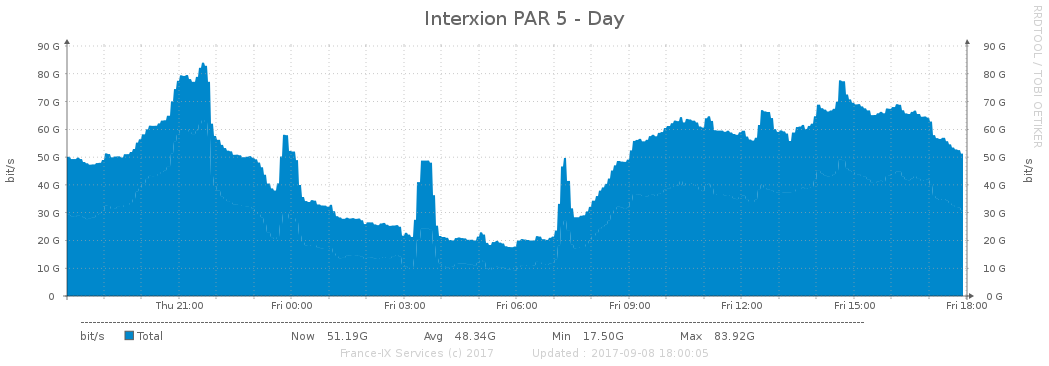 Interxion PAR 5 - Day
RRDTOOL / TOBI OETIKER
90 G 90 G
80 G 80 G
70 G 70 G
60 G 60 G
50 G 50 G
40 G 40 G
30 G 30 G
20 G 20 G
10 G 10 G
0 0 G
bit/s
bit/s
Thu 21:00 Fri 00:00 Fri 03:00 Fri 06:00 Fri 09:00 Fri 12:00 Fri 15:00 Fri 18:00
bit/s Total Now 51.19G Avg 48.34G Min 17.50G Max 83.92G
France-IX Services (c) 2017 Updated : 2017-09-08 18:00:05